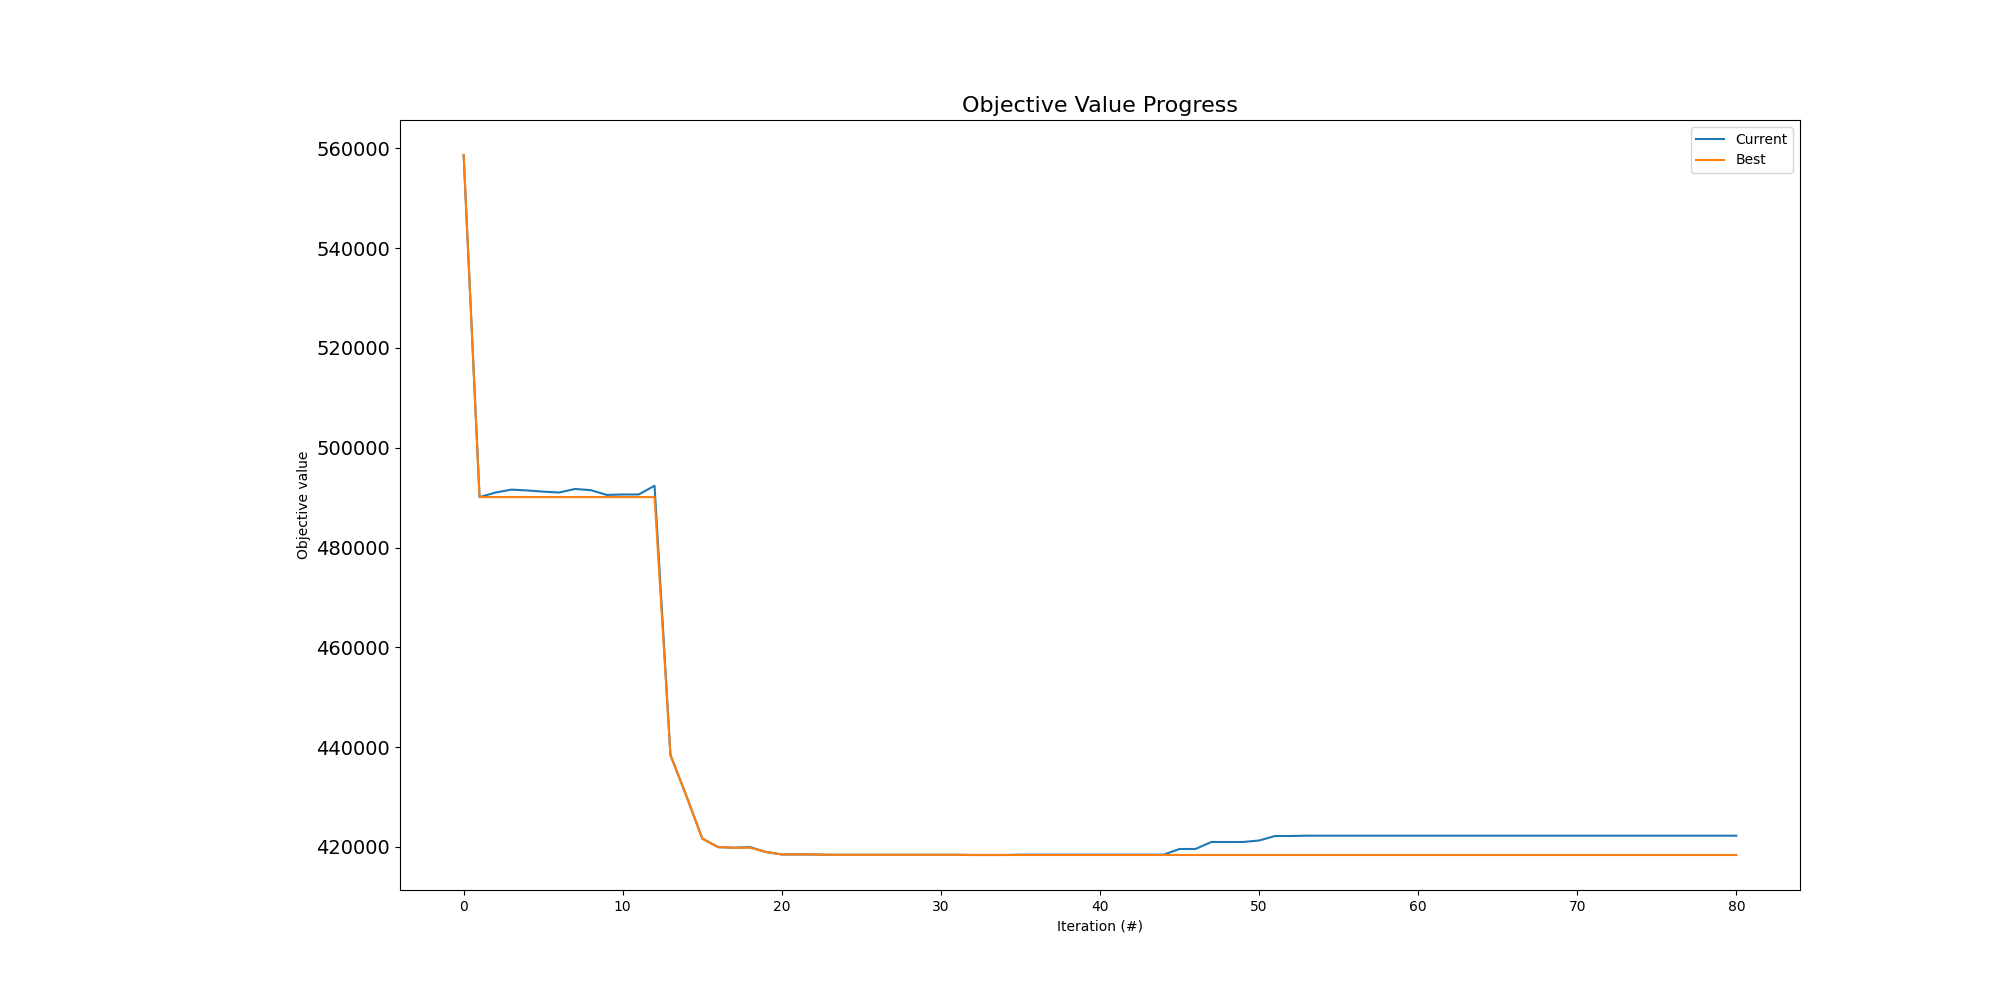 Objective Value Progress
Current
Best
560000
540000
520000
500000
480000
460000
440000
420000
Objective value
0 10 20 30 40 50 60 70 80
Iteration (#)